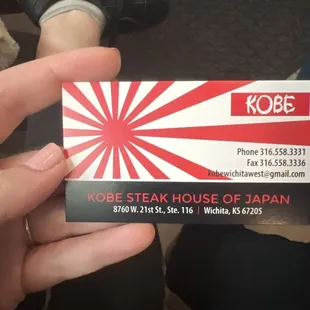 KOBE
Phone 316.558.3331
Fax 316.558.3336
kobewichitawest@gmail.com
KOBE STEAK HOUSE OF JAPAN
8760 W. 21st St., Ste. 116 | Wichita, KS 67205